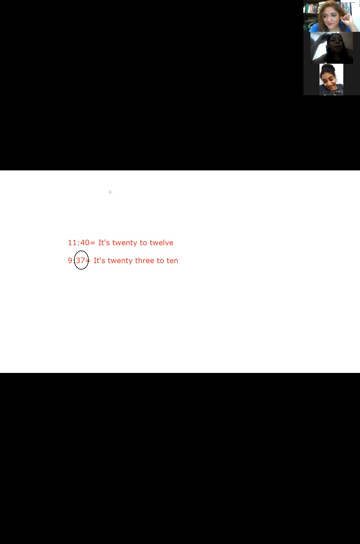 11:40= It's twenty to twelve
9:37= It's twenty three to ten